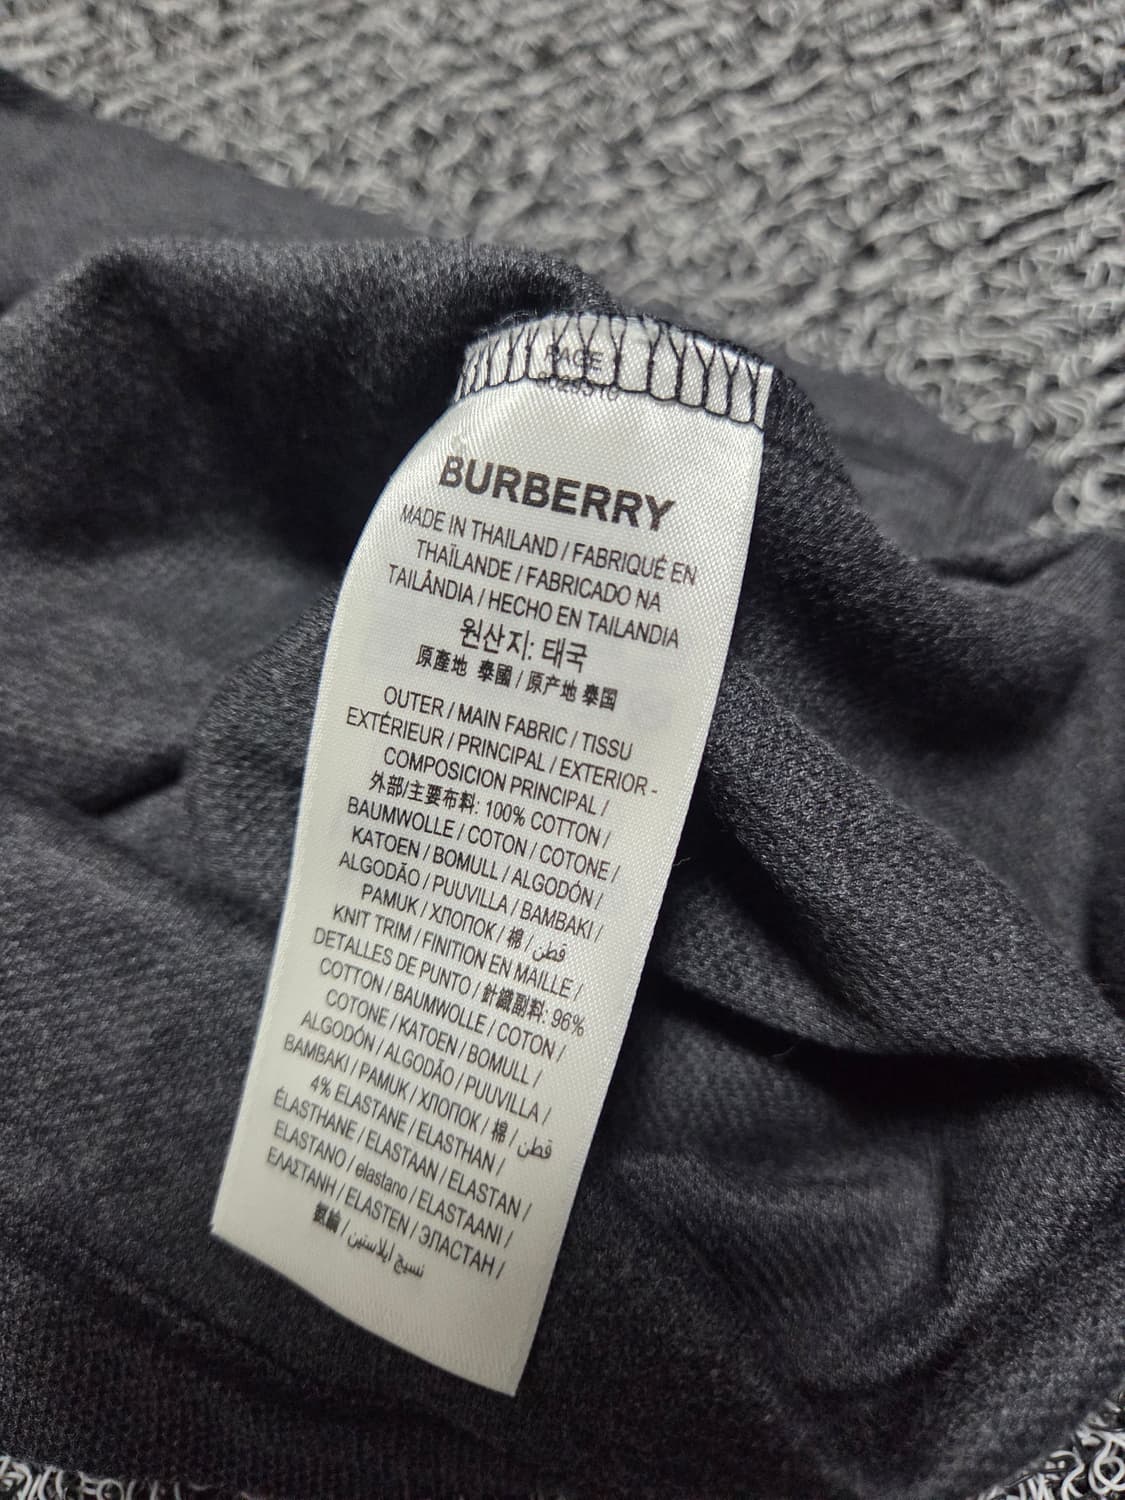 PAGE 1
BURBERRY
MADE IN THAILAND / FABRIQUÉ EN
THAÏLANDE / FABRICADO NA
TAILÂNDIA / HECHO EN TAILANDIA
원산지: 태국
原產地 泰國 / 原产地 泰国
OUTER / MAIN FABRIC / TISSU
EXTÉRIEUR / PRINCIPAL / EXTERIOR -
COMPOSICION PRINCIPAL /
外部/主要布料: 100% COTTON /
BAUMWOLLE / COTON / COTONE /
KATOEN / BOMULL / ALGODÓN /
ALGODÃO / PUUVILLA / BAMBAKI /
PAMUK / ХЛОПОК / 棉 / قطن
KNIT TRIM / FINITION EN MAILLE /
DETALLES DE PUNTO / 針織副料: 96%
COTTON / BAUMWOLLE / COTON /
COTONE / KATOEN / BOMULL /
ALGODÓN / ALGODÃO / PUUVILLA /
BAMBAKI / PAMUK / ХЛОПОК / 棉 / قطن
4% ELASTANE / ELASTHAN /
ÉLASTHANE / ELASTAAN / ELASTAN /
ELASTANO / elastano / ELASTAANI /
ΕΛΑΣΤΑΝΗ / ELASTEN / ЭЛАСТАН /
氨綸 / نسيج ايلاستين